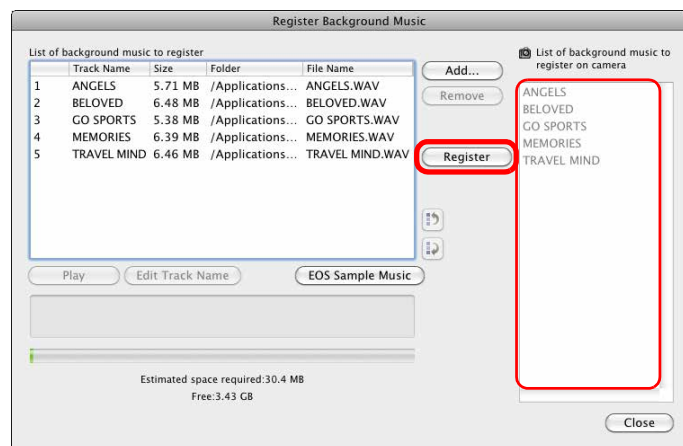 Register Background Music
List of background music to register
Track Name Size Folder File Name
1 ANGELS 5.71 MB /Applications... ANGELS.WAV
2 BELOVED 6.48 MB /Applications... BELOVED.WAV
3 GO SPORTS 5.38 MB /Applications... GO SPORTS.WAV
4 MEMORIES 6.39 MB /Applications... MEMORIES.WAV
5 TRAVEL MIND 6.46 MB /Applications... TRAVEL MIND.WAV
Add...
Remove
Register
Play
Edit Track Name
EOS Sample Music
Estimated space required:30.4 MB
Free:3.43 GB
List of background music to
register on camera
ANGELS
BELOVED
GO SPORTS
MEMORIES
TRAVEL MIND
Close